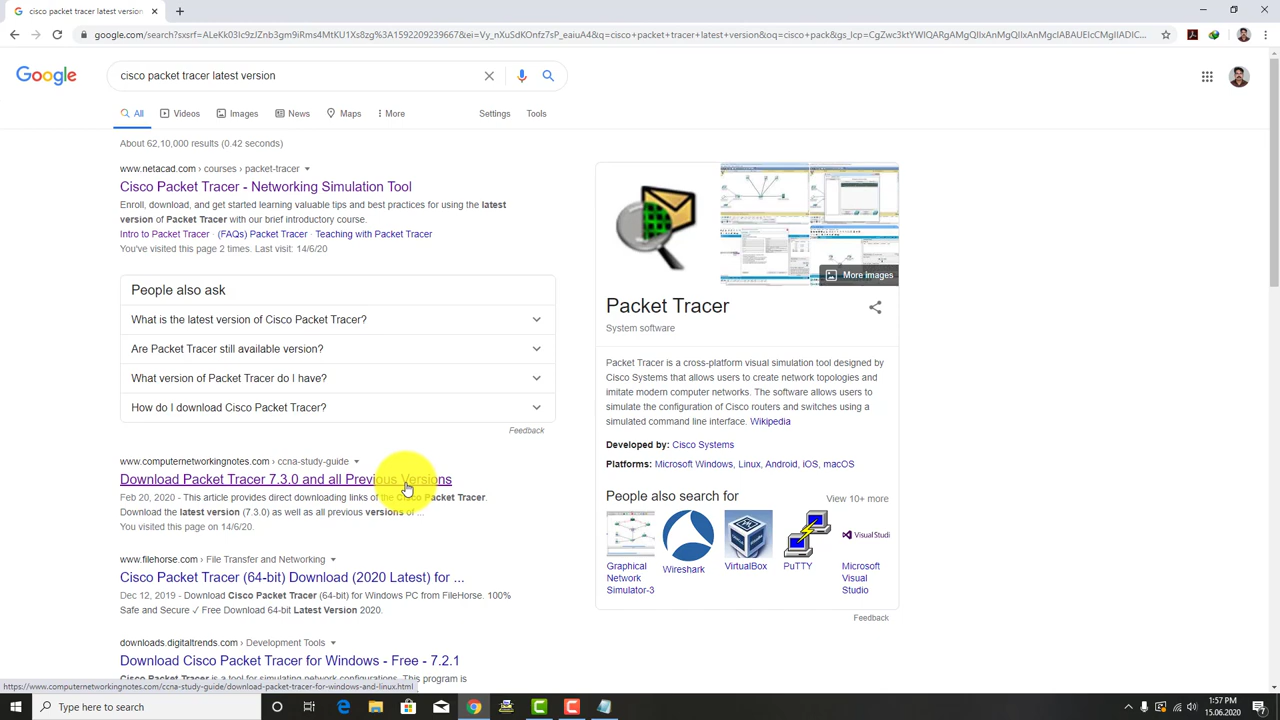 cisco packet tracer latest version
google.com/search?
Google
cisco packet tracer latest version
All
Videos
Images
News
Maps
More
Settings
Tools
About 62,10,000 results (0.42 seconds)
www.netacad.com › courses › packet-tracer
Cisco Packet Tracer - Networking Simulation Tool
Enroll, download, and get started learning valuable tips and best practices for using the latest
version of Packet Tracer with our brief introductory course.
Intro to Packet Tracer · (FAQs) Packet Tracer · Teaching with Packet Tracer
You've visited this page 2 times. Last visit: 14/6/20.
People also ask
What is the latest version of Cisco Packet Tracer?
Are Packet Tracer still available version?
What version of Packet Tracer do I have?
How do I download Cisco Packet Tracer?
Feedback
www.computernetworkingnotes.com › ccna-study-guide
Download Packet Tracer 7.3.0 and all Previous Versions
Feb 20, 2020 - This article provides direct downloading links of the Cisco Packet Tracer.
Download the latest version (7.3.0) as well as all previous versions of ...
You visited this page on 14/6/20.
www.filehorse.com › File Transfer and Networking
Cisco Packet Tracer (64-bit) Download (2020 Latest) for ...
Dec 12, 2019 - Download Cisco Packet Tracer (64-bit) for Windows PC from FileHorse. 100%
Safe and Secure ✓ Free Download 64-bit Latest Version 2020.
downloads.digitaltrends.com › Development Tools
Download Cisco Packet Tracer for Windows - Free - 7.2.1
Cisco Packet Tracer is a tool for simulating network configurations. This program is
More images
Packet Tracer
System software
Packet Tracer is a cross-platform visual simulation tool designed by
Cisco Systems that allows users to create network topologies and
imitate modern computer networks. The software allows users to
simulate the configuration of Cisco routers and switches using a
simulated command line interface. Wikipedia
Developed by: Cisco Systems
Platforms: Microsoft Windows, Linux, Android, iOS, macOS
People also search for
View 10+ more
Visual Studi
Graphical
Network
Simulator-3
Wireshark
VirtualBox
PuTTY
Microsoft
Visual
Studio
Feedback
https://www.computernetworkingnotes.com/ccna-study-guide/download-packet-tracer-for-windows-and-linux.html
Type here to search
1:57 PM
15.06.2020